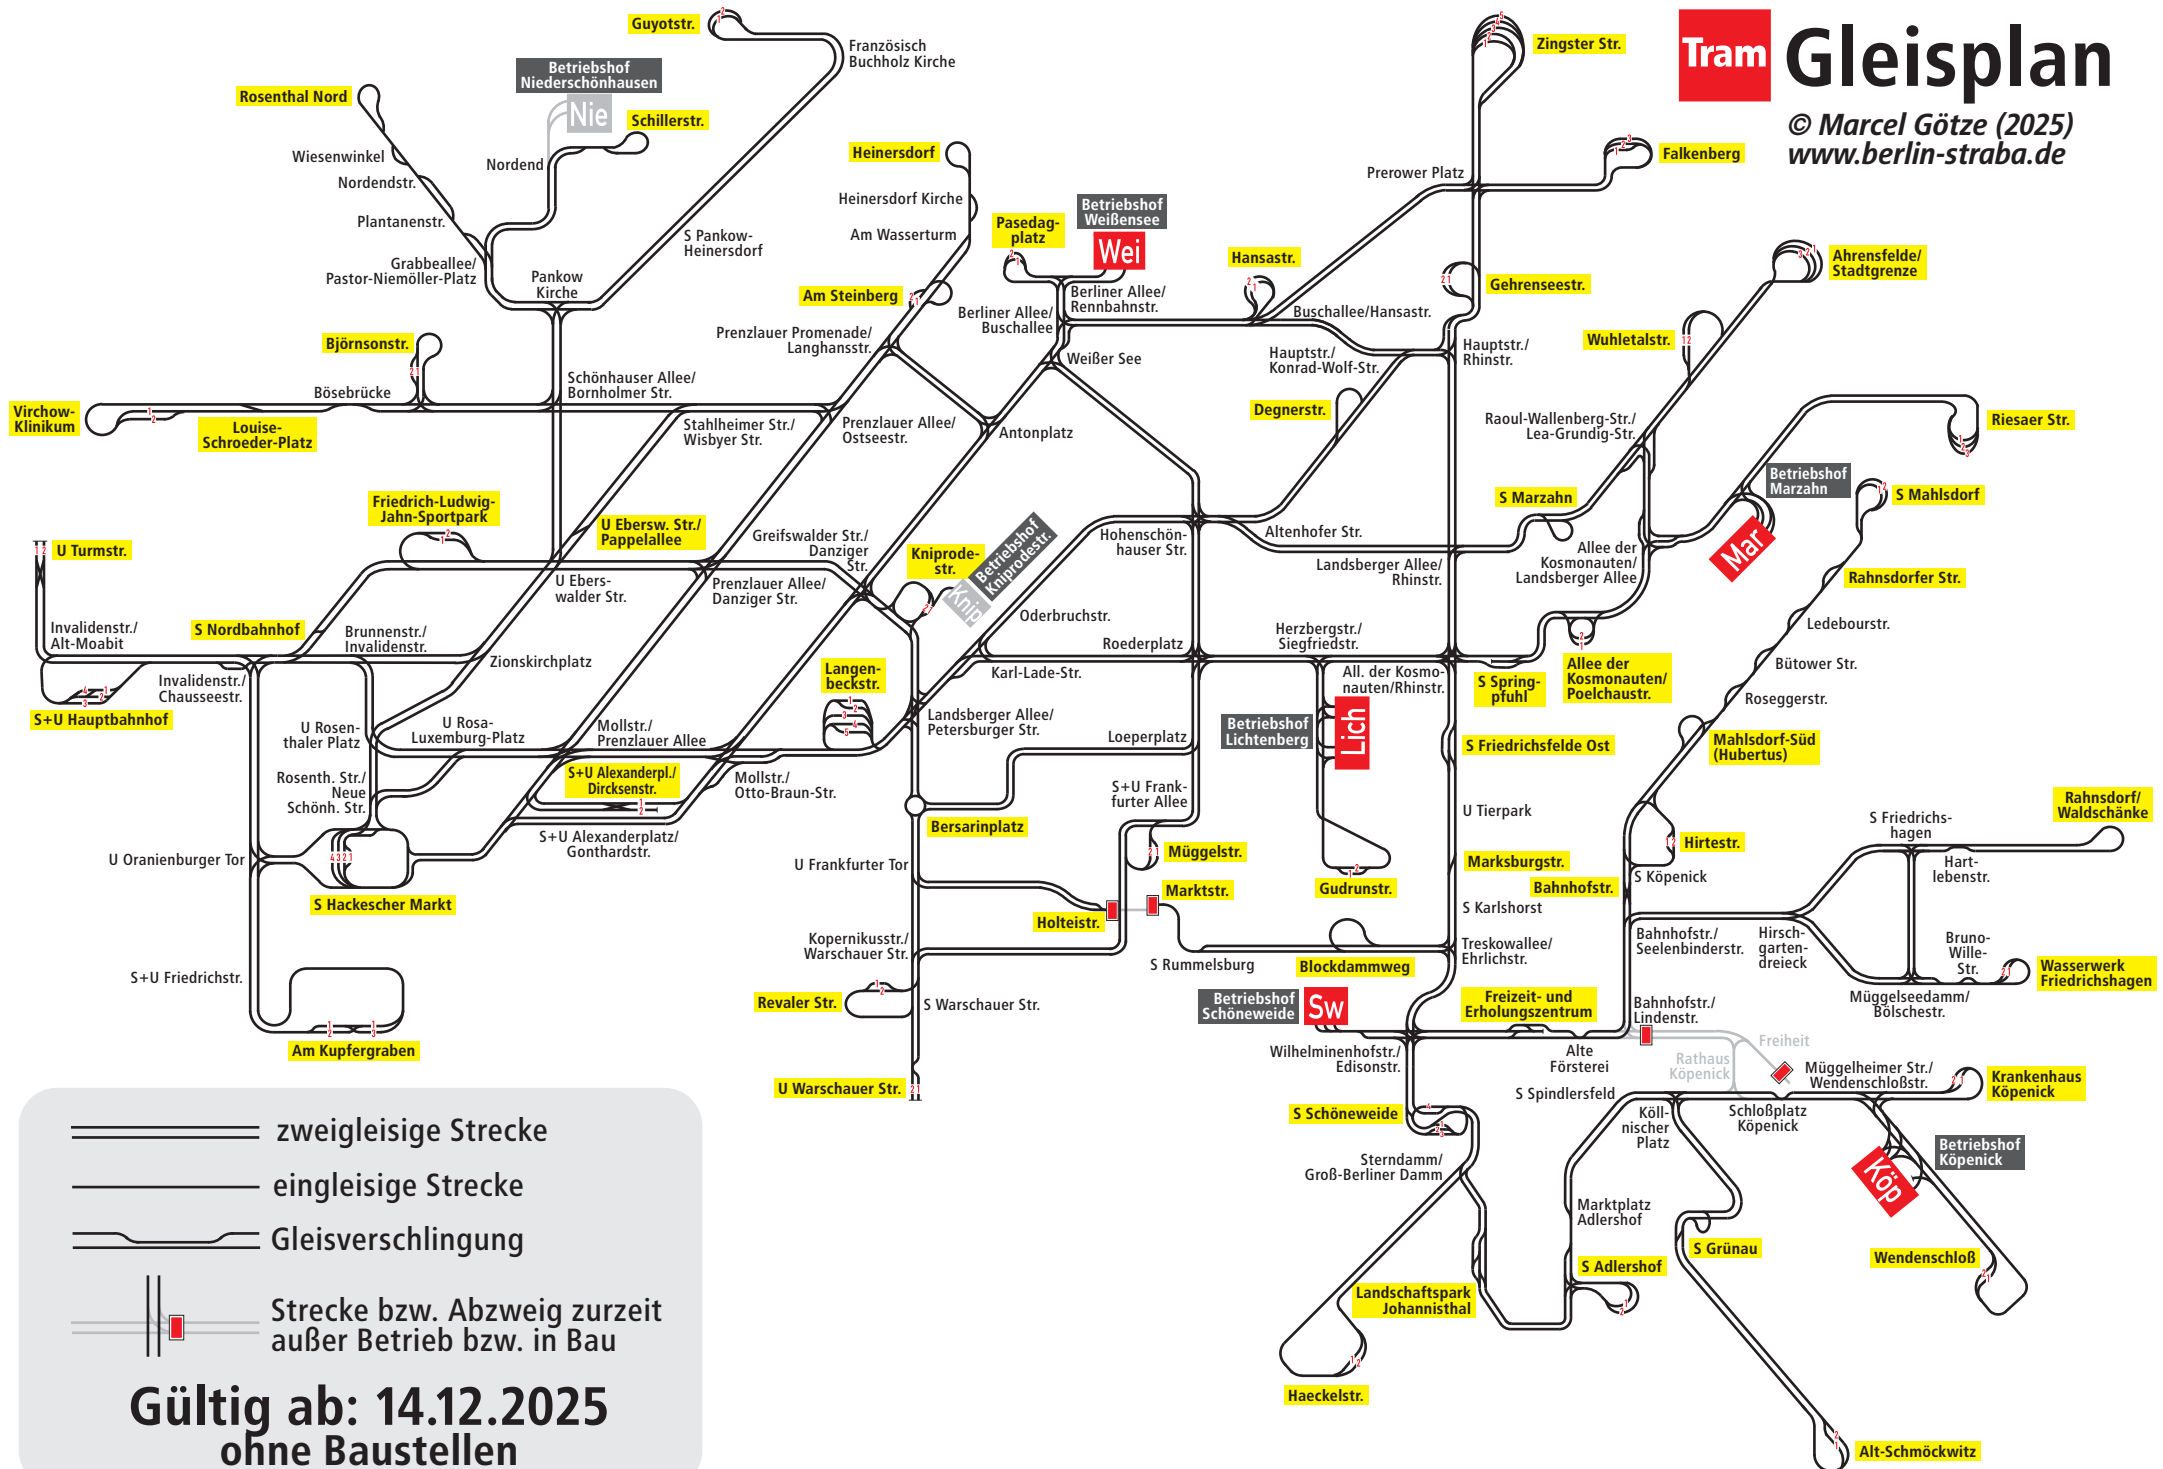 Tram Gleisplan
© Marcel Götze (2025)
www.berlin-straba.de
Guyotstr.
Französisch
Buchholz Kirche
Zingster Str.
Betriebshof
Niederschönhausen
Nie
Rosenthal Nord
Schillerstr.
Wiesenwinkel
Nordend
Nordendstr.
Plantanenstr.
Grabbeallee/
Pastor-Niemöller-Platz
S Pankow-
Heinersdorf
Pankow
Kirche
Heinersdorf
Heinersdorf Kirche
Am Wasserturm
Am Steinberg
Pasedag-
platz
Betriebshof
Weißensee
Wei
Berliner Allee/
Rennbahnstr.
Berliner Allee/
Buschallee
Weißer See
Hansastr.
Buschallee/Hansastr.
Prerower Platz
Falkenberg
Gehrenseestr.
Hauptstr./
Rhinstr.
Hauptstr./
Konrad-Wolf-Str.
Degnerstr.
Ahrensfelde/
Stadtgrenze
Wuhletalstr.
Raoul-Wallenberg-Str./
Lea-Grundig-Str.
Riesaer Str.
Betriebshof
Marzahn
Mar
S Mahlsdorf
S Marzahn
Björnsonstr.
Bösebrücke
Virchow-
Klinikum
Louise-
Schroeder-Platz
Schönhauser Allee/
Bornholmer Str.
Prenzlauer Promenade/
Langhansstr.
Stahlheimer Str./
Wisbyer Str.
Prenzlauer Allee/
Ostseestr.
Antonplatz
Friedrich-Ludwig-
Jahn-Sportpark
U Ebersw. Str./
Pappelallee
Greifswalder Str./
Danziger
Str.
Kniprode-
str.
Betriebshof
Kniprodestr.
Knip
Hohenschön-
hauser Str.
Altenhofer Str.
Landsberger Allee/
Rhinstr.
Allee der
Kosmonauten/
Landsberger Allee
Rahnsdorfer Str.
Ledebourstr.
Bütower Str.
Roseggerstr.
Mahlsdorf-Süd
(Hubertus)
U Turmstr.
Invalidenstr./
Alt-Moabit
S Nordbahnhof
Brunnenstr./
Invalidenstr.
U Ebers-
walder Str.
Prenzlauer Allee/
Danziger Str.
Zionskirchplatz
Invalidenstr./
Chausseestr.
S+U Hauptbahnhof
Oderbruchstr.
Roederplatz
Karl-Lade-Str.
Herzbergstr./
Siegfriedstr.
All. der Kosmo-
nauten/Rhinstr.
S Spring-
pfuhl
Allee der
Kosmonauten/
Poelchaustr.
Langen-
beckstr.
Landsberger Allee/
Petersburger Str.
U Rosen-
thaler Platz
U Rosa-
Luxemburg-Platz
Mollstr./
Prenzlauer Allee
Rosenth. Str./
Neue
Schönh. Str.
S+U Alexanderpl./
Dircksenstr.
Mollstr./
Otto-Braun-Str.
S+U Alexanderplatz/
Gonthardstr.
Loeperplatz
Betriebshof
Lichtenberg
Lich
S Friedrichsfelde Ost
U Tierpark
S+U Frank-
furter Allee
Bersarinplatz
U Frankfurter Tor
Müggelstr.
Marktstr.
Holteistr.
Gudrunstr.
Marksburgstr.
Bahnhofstr.
S Karlshorst
Hirtestr.
S Köpenick
S Friedrichs-
hagen
Rahnsdorf/
Waldschänke
Hart-
lebenstr.
U Oranienburger Tor
S Hackescher Markt
S+U Friedrichstr.
Am Kupfergraben
Kopernikusstr./
Warschauer Str.
Revaler Str.
S Warschauer Str.
U Warschauer Str.
S Rummelsburg
Blockdammweg
Treskowallee/
Ehrlichstr.
Bahnhofstr./
Seelenbinderstr.
Hirsch-
garten-
dreieck
Bruno-
Wille-
Str.
Wasserwerk
Friedrichshagen
Müggelseedamm/
Bölschestr.
Betriebshof
Schöneweide
Sw
Freizeit- und
Erholungszentrum
Bahnhofstr./
Lindenstr.
Wilhelminenhofstr./
Edisonstr.
Alte
Försterei
Rathaus
Köpenick
Freiheit
Müggelheimer Str./
Wendenschloßstr.
Krankenhaus
Köpenick
S Spindlersfeld
Köll-
nischer
Platz
Schloßplatz
Köpenick
S Schöneweide
Sterndamm/
Groß-Berliner Damm
Betriebshof
Köpenick
Köp
Marktplatz
Adlershof
S Grünau
S Adlershof
Wendenschloß
Landschaftspark
Johannisthal
Haeckelstr.
Alt-Schmöckwitz
zweigleisige Strecke
eingleisige Strecke
Gleisverschlingung
Strecke bzw. Abzweig zurzeit
außer Betrieb bzw. in Bau
Gültig ab: 14.12.2025
ohne Baustellen